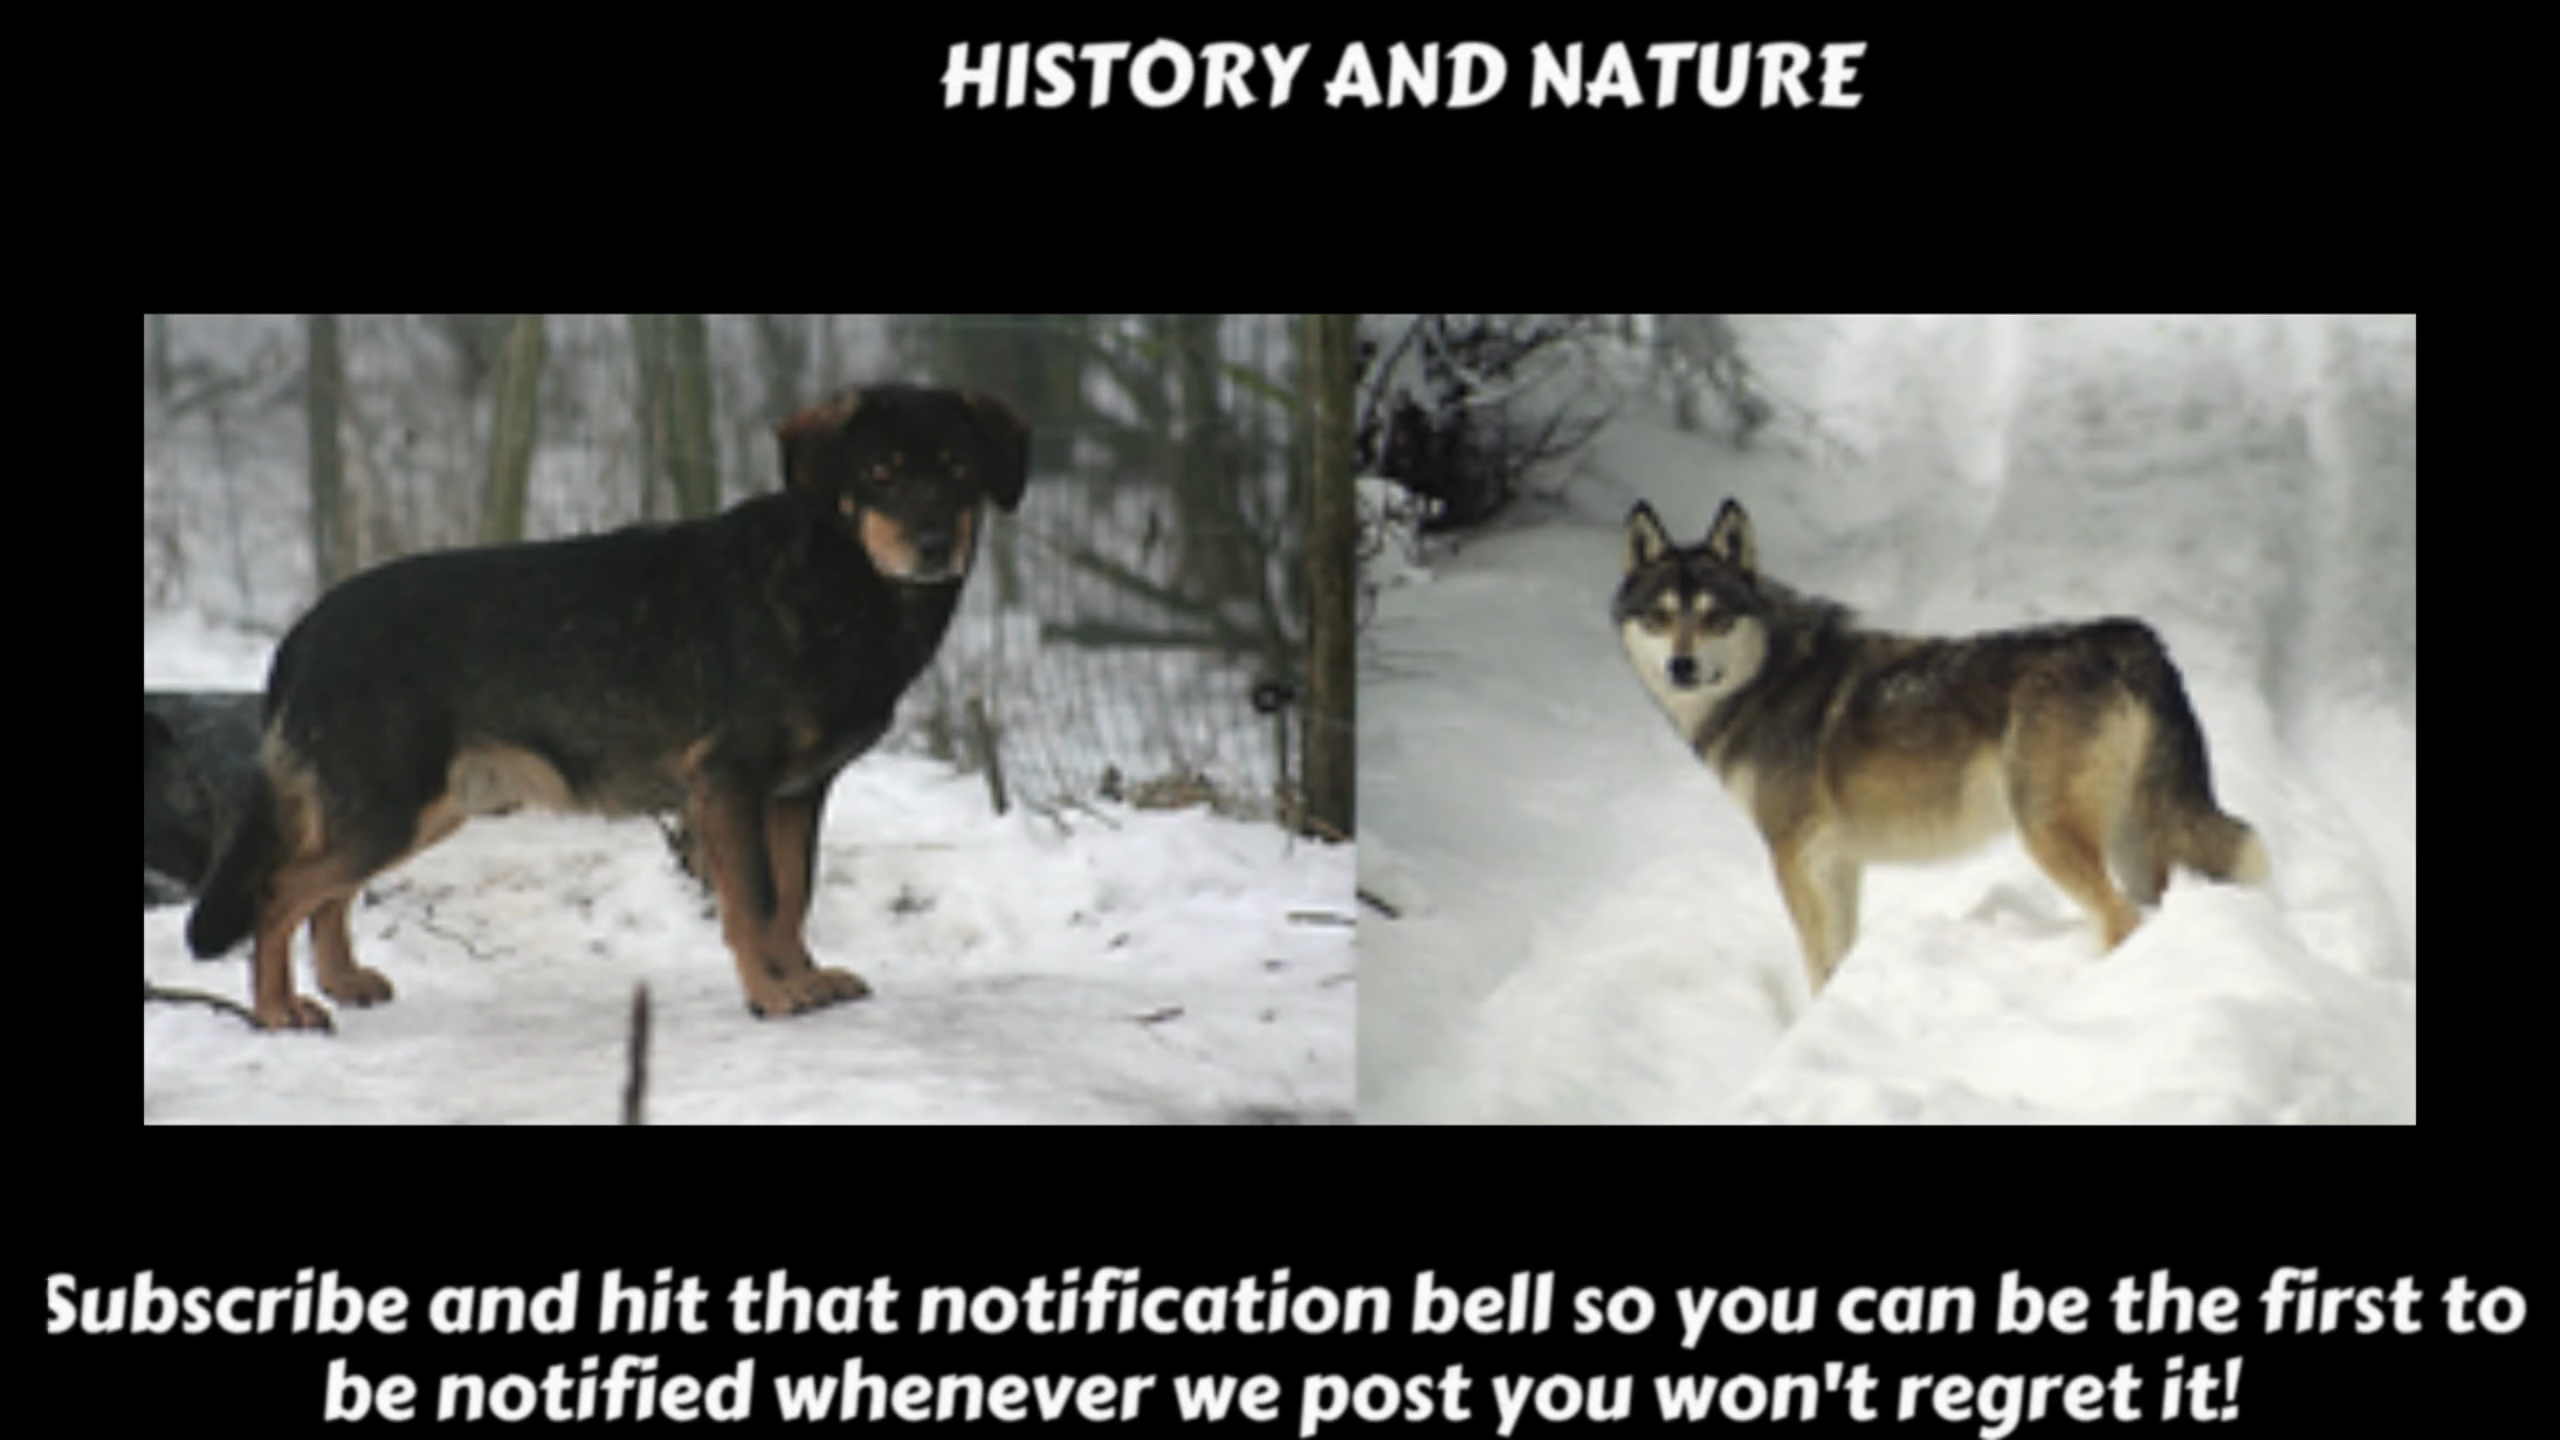 HISTORY AND NATURE
Subscribe and hit that notification bell so you can be the first to
be notified whenever we post you won't regret it!